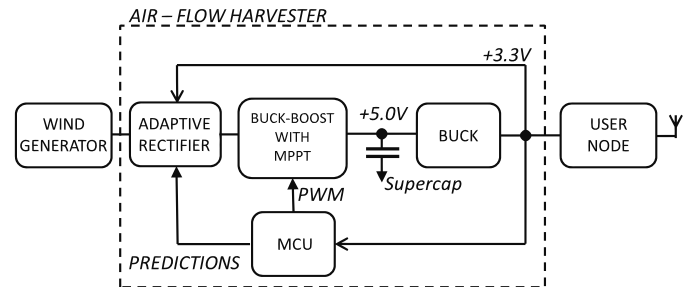 AIR – FLOW HARVESTER
+3.3V
WIND
GENERATOR
ADAPTIVE
RECTIFIER
BUCK-BOOST
WITH
MPPT
+5.0V
BUCK
USER
NODE
Supercap
PWM
MCU
PREDICTIONS